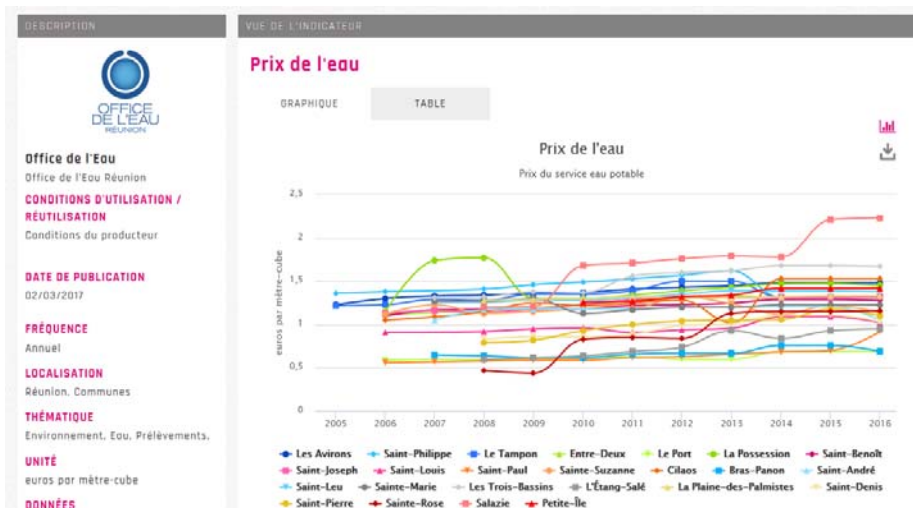 DESCRIPTION
OFFICE
DE L'EAU
RÉUNION
Office de l'Eau
Office de l'Eau Réunion
CONDITIONS D'UTILISATION /
RÉUTILISATION
Conditions du producteur
DATE DE PUBLICATION
02/03/2017
FRÉQUENCE
Annuel
LOCALISATION
Réunion, Communes
THÉMATIQUE
Environnement, Eau, Prélèvements,
UNITÉ
euros par mètre-cube
DONNÉES
VUE DE L'INDICATEUR
Prix de l'eau
GRAPHIQUE TABLE
Prix de l'eau
Prix du service eau potable
euros par mètre-cube
2,5
2
1,5
1
0,5
0
2005 2006 2007 2008 2009 2010 2011 2012 2013 2014 2015 2016
Les Avirons Saint-Philippe Le Tampon Entre-Deux Le Port La Possession Saint-Benoît
Saint-Joseph Saint-Louis Saint-Paul Sainte-Suzanne Cilaos Bras-Panon Saint-André
Saint-Leu Sainte-Marie Les Trois-Bassins L'Étang-Salé La Plaine-des-Palmistes Saint-Denis
Saint-Pierre Sainte-Rose Salazie Petite-Île